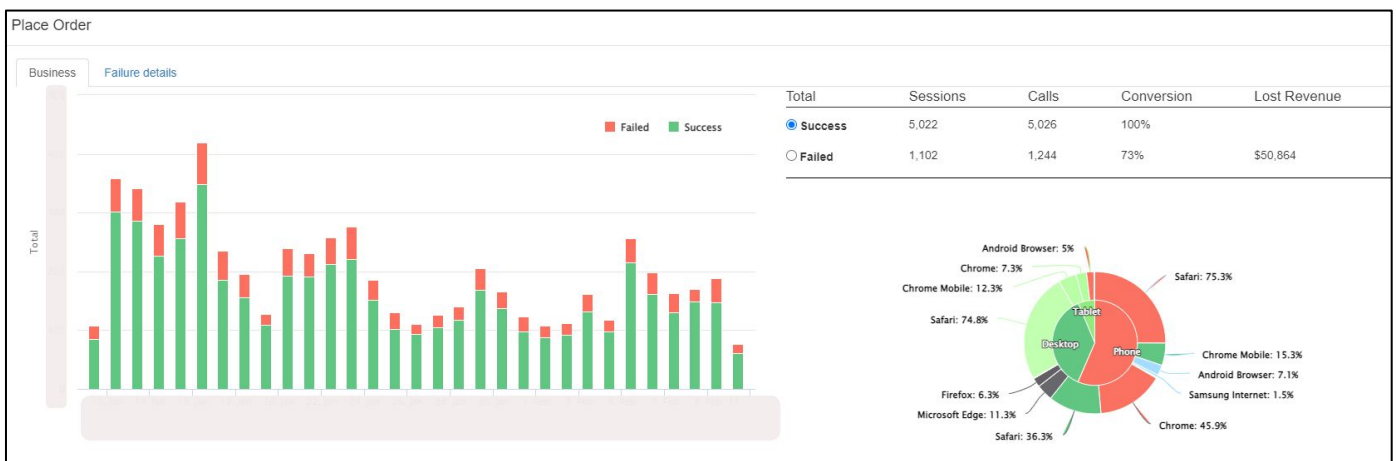 Place Order
Business Failure details
Total Sessions Calls Conversion Lost Revenue
Failed Success
Success 5,022 5,026 100%
Failed 1,102 1,244 73% $50,864
Total
Android Browser: 5%
Chrome: 7.3%
Chrome Mobile: 12.3%
Safari: 74.8%
Safari: 75.3%
Tablet
Desktop
Phone
Chrome Mobile: 15.3%
Android Browser: 7.1%
Samsung Internet: 1.5%
Firefox: 6.3%
Microsoft Edge: 11.3%
Safari: 36.3%
Chrome: 45.9%